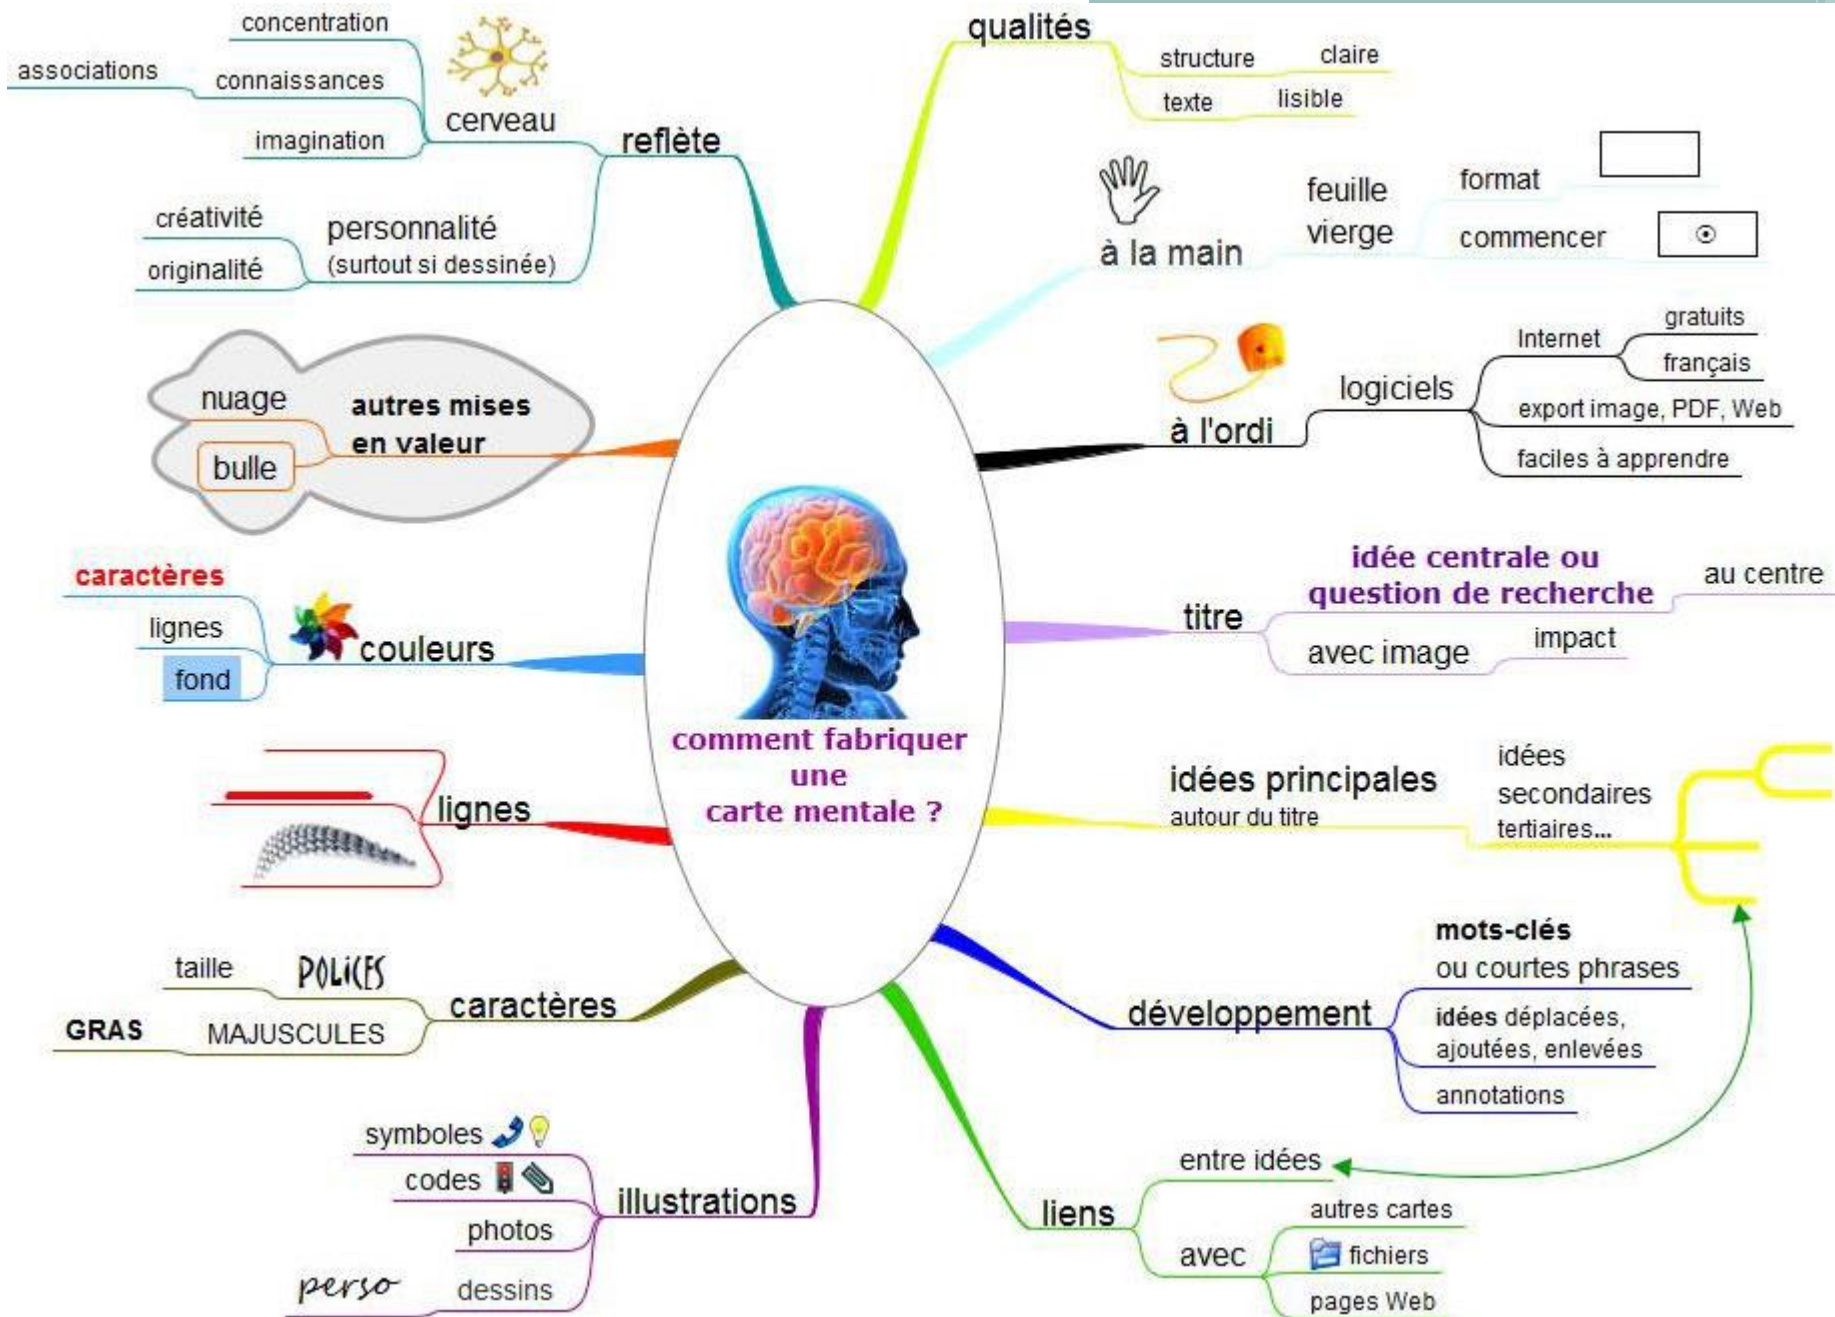 comment fabriquer
une
carte mentale ?
qualités
structure
claire
texte
lisible
à la main
feuille
vierge
format
commencer
à l'ordi
logiciels
Internet
gratuits
français
export image, PDF, Web
faciles à apprendre
titre
idée centrale ou
question de recherche
au centre
avec image
impact
idées principales
autour du titre
idées
secondaires
tertiaires...
développement
mots-clés
ou courtes phrases
idées déplacées,
ajoutées, enlevées
annotations
liens
entre idées
avec
autres cartes
fichiers
pages Web
illustrations
symboles
codes
photos
dessins
perso
caractères
POLICES
taille
MAJUSCULES
GRAS
lignes
couleurs
caractères
lignes
fond
autres mises
en valeur
nuage
bulle
reflète
cerveau
concentration
connaissances
associations
imagination
personnalité
(surtout si dessinée)
créativité
originalité